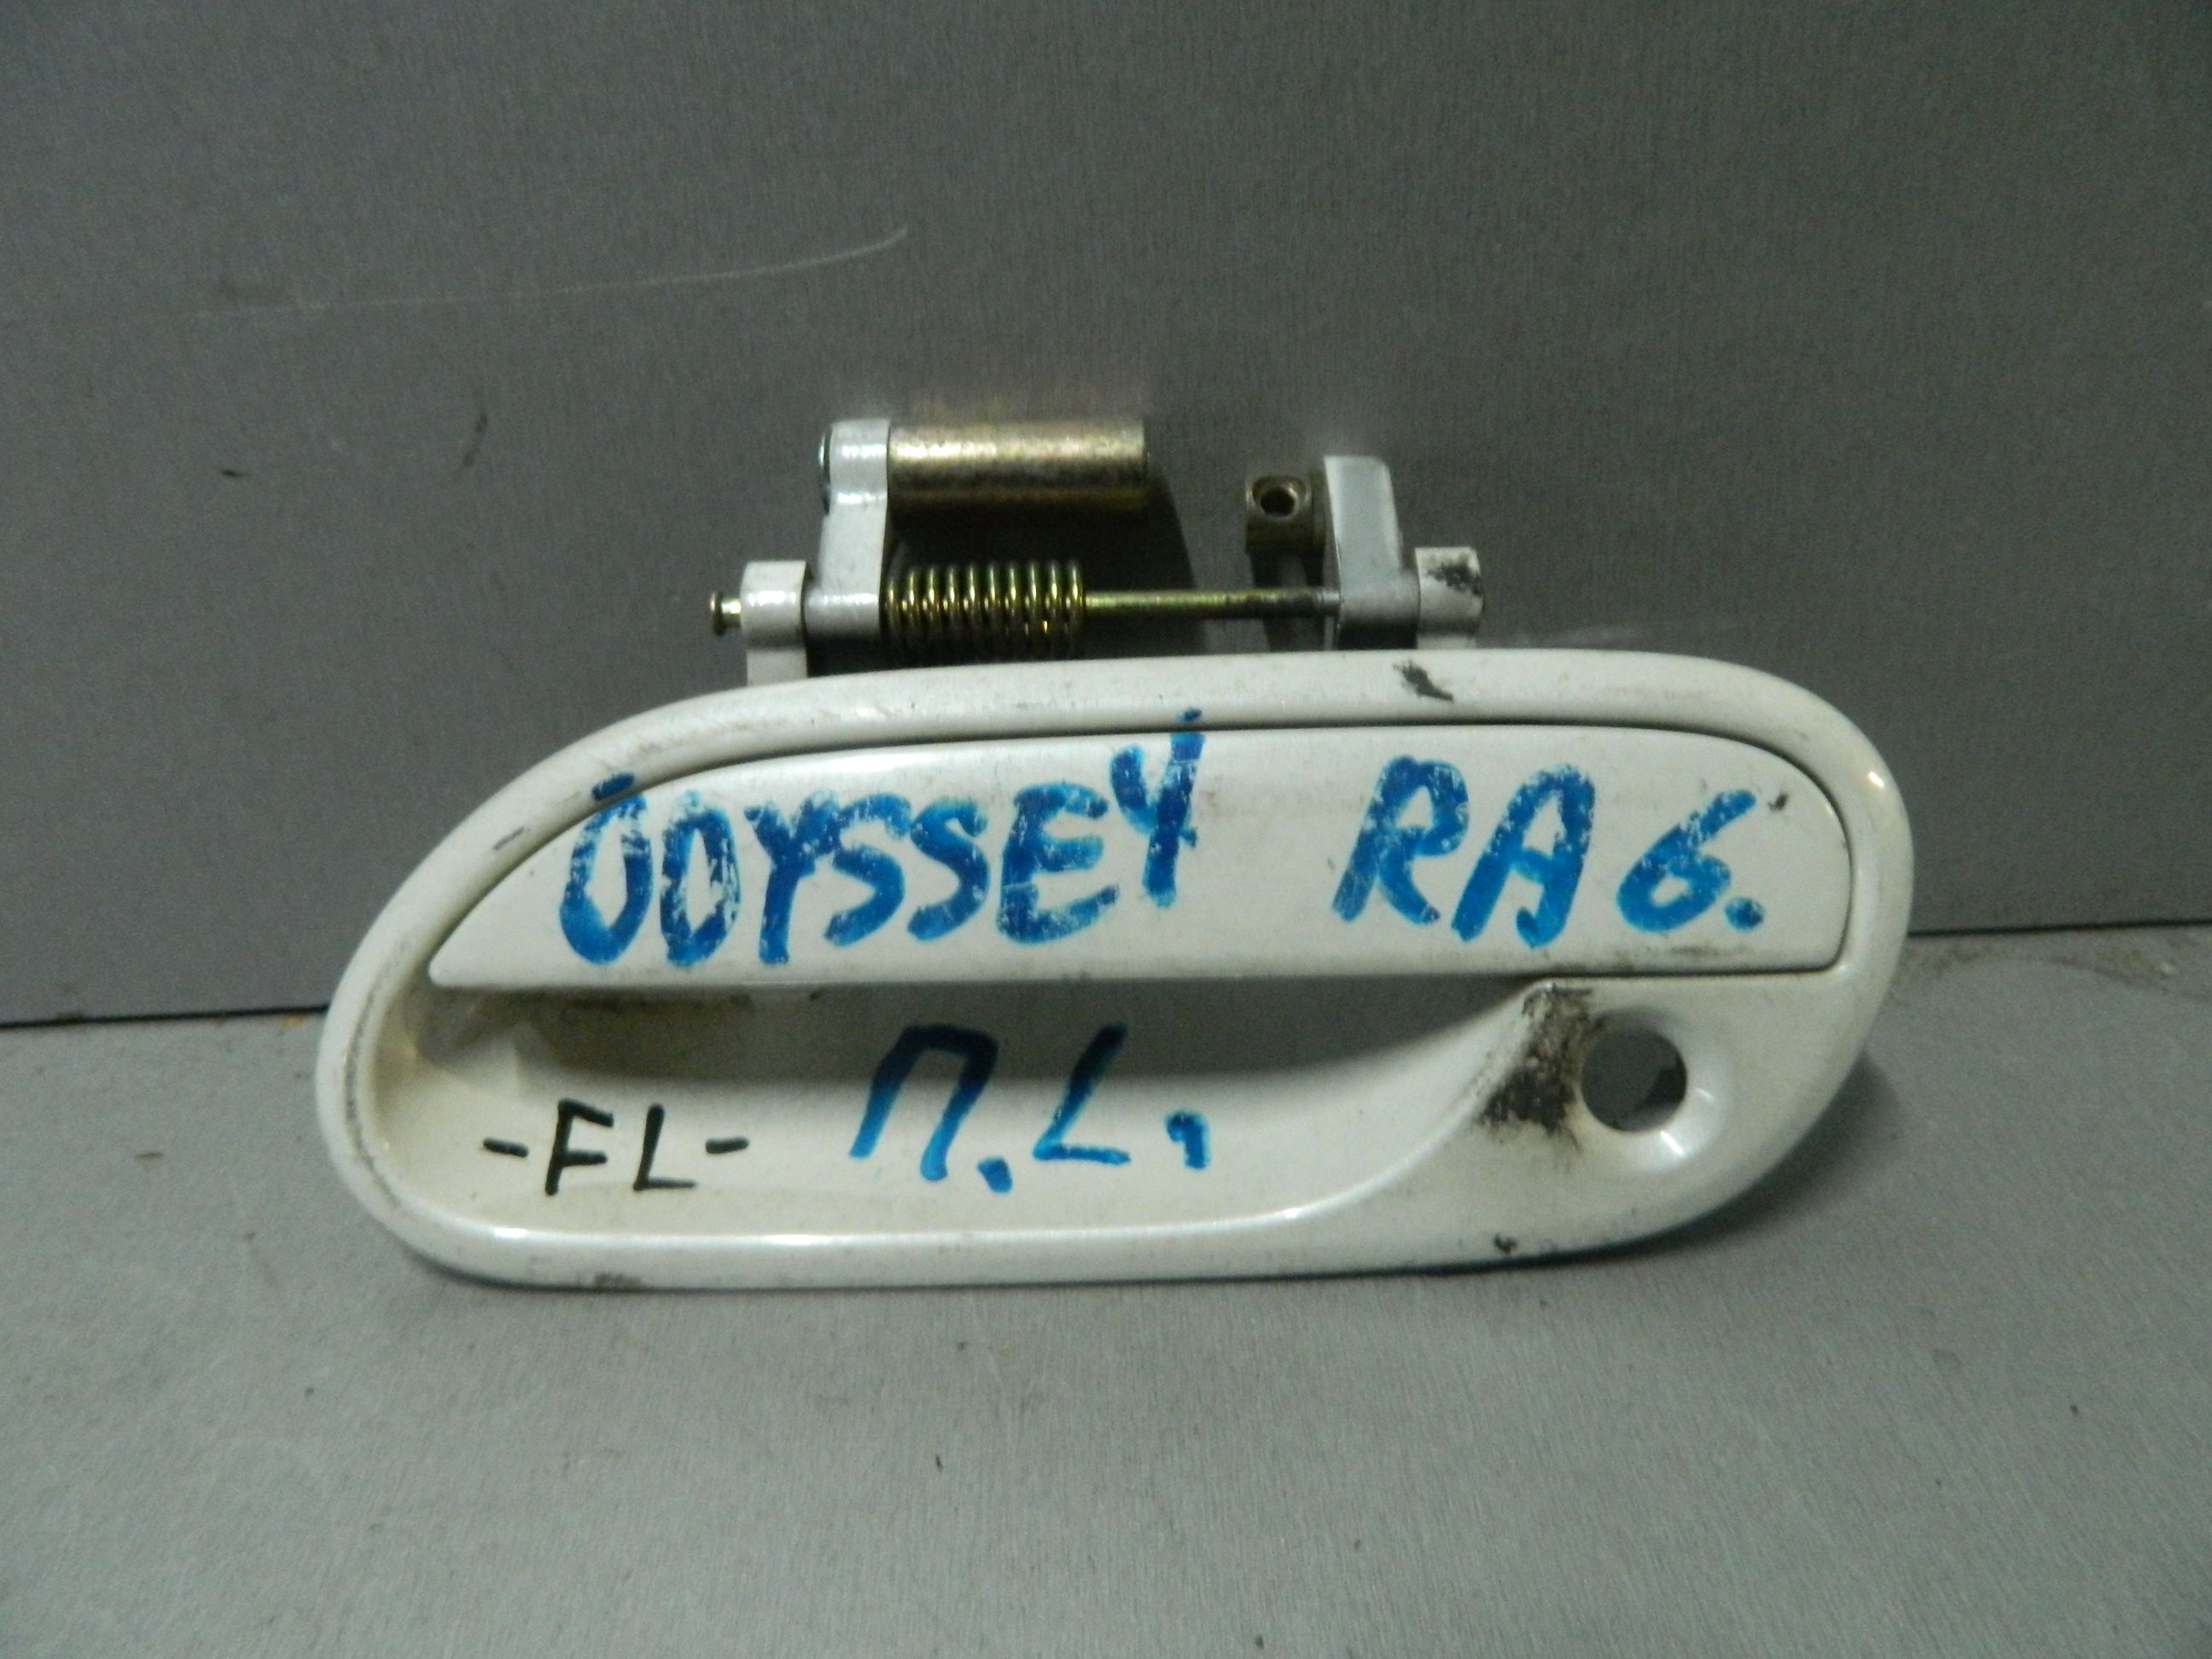 ODYSSEY RA6.
-FL- П.L.